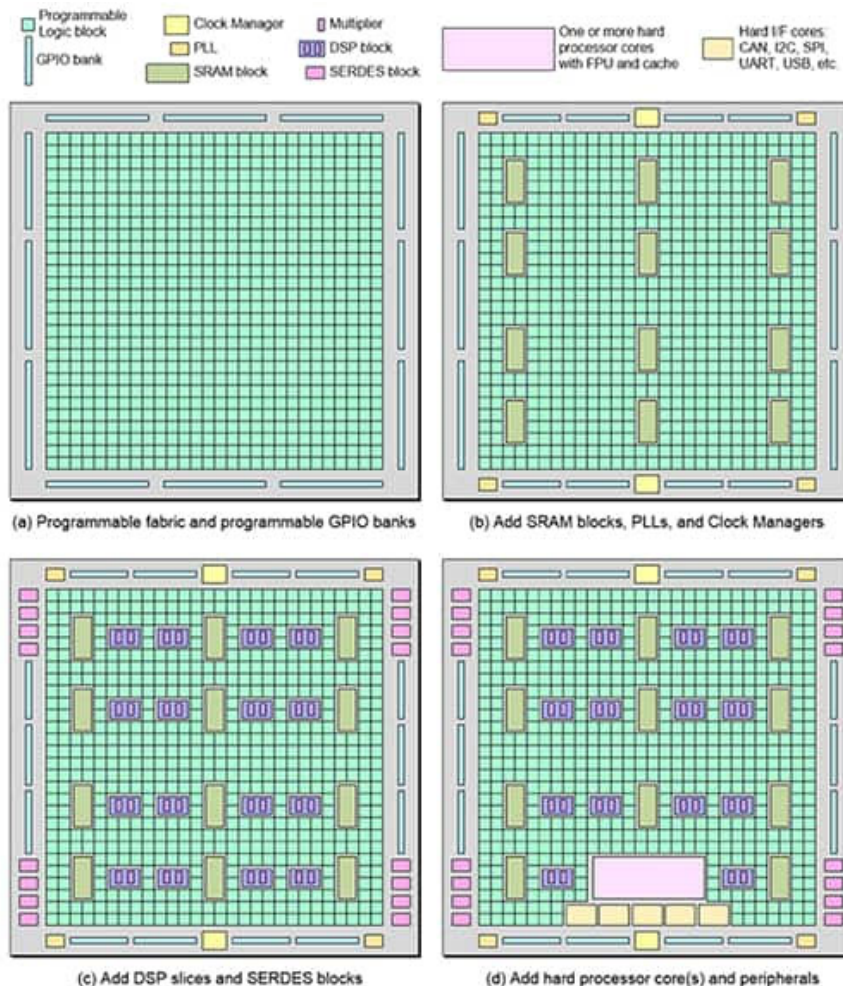 Programmable
Logic block
GPIO bank
Clock Manager
PLL
SRAM block
Multiplier
DSP block
SERDES block
One or more hard
processor cores
with FPU and cache
Hard I/F cores:
CAN, I2C, SPI,
UART, USB, etc.
(a) Programmable fabric and programmable GPIO banks
(b) Add SRAM blocks, PLLs, and Clock Managers
(c) Add DSP slices and SERDES blocks
(d) Add hard processor core(s) and peripherals